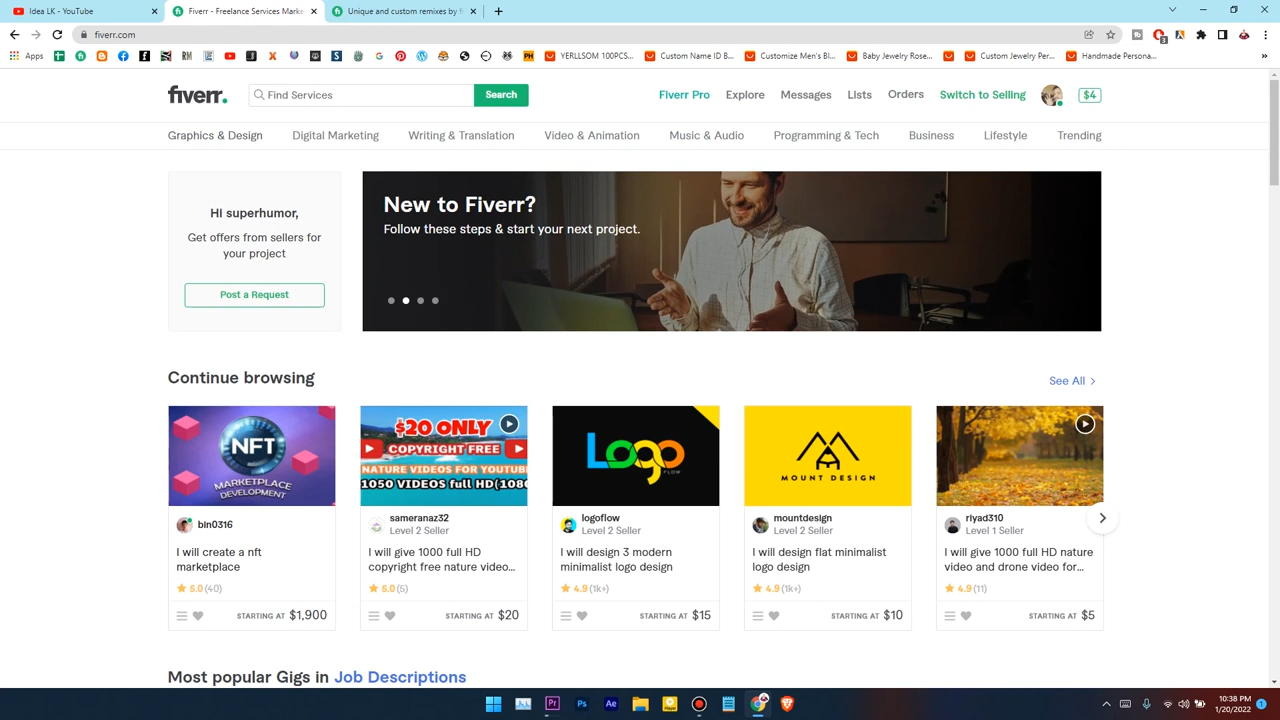 Idea LK - YouTube
Fiverr - Freelance Services Marke
Unique and custom remixes by f
fiverr.com
Apps
YERLLSOM 100PCS...
Custom Name ID B...
Customize Men's Bl...
Baby Jewelry Rose...
Custom Jewelry Per...
Handmade Persona...
fiverr.
Find Services
Search
Fiverr Pro
Explore
Messages
Lists
Orders
Switch to Selling
$4
Graphics & Design
Digital Marketing
Writing & Translation
Video & Animation
Music & Audio
Programming & Tech
Business
Lifestyle
Trending
Hi superhumor,
Get offers from sellers for
your project
Post a Request
New to Fiverr?
Follow these steps & start your next project.
Continue browsing
See All
NFT
MARKETPLACE
DEVELOPMENT
bin0316
I will create a nft
marketplace
5.0 (40)
STARTING AT $1,900
$20 ONLY
COPYRIGHT FREE
NATURE VIDEOS FOR YOUTUBE
1050 VIDEOS full HD(1080
sameranaz32
Level 2 Seller
I will give 1000 full HD
copyright free nature video...
5.0 (5)
STARTING AT $20
Logo
FLOW
logoflow
Level 2 Seller
I will design 3 modern
minimalist logo design
4.9 (1k+)
STARTING AT $15
MOUNT DESIGN
mountdesign
Level 2 Seller
I will design flat minimalist
logo design
4.9 (1k+)
STARTING AT $10
riyad310
Level 1 Seller
I will give 1000 full HD nature
video and drone video for...
4.9 (11)
STARTING AT $5
Most popular Gigs in Job Descriptions
10:38 PM
1/20/2022